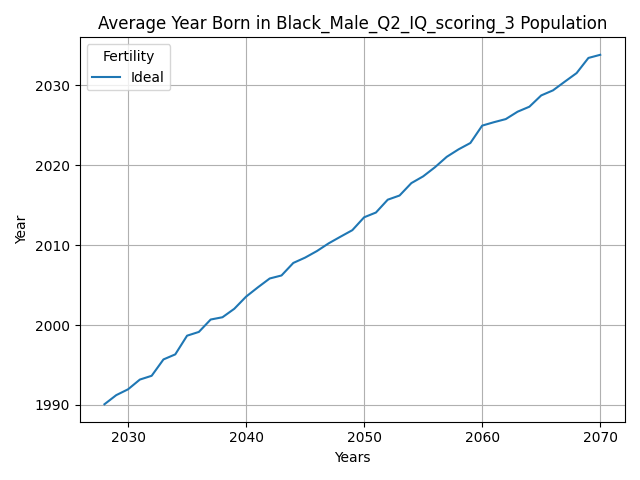 Average Year Born in Black_Male_Q2_IQ_scoring_3 Population
Fertility
Ideal
Year
2030
2020
2010
2000
1990
2030 2040 2050 2060 2070
Years